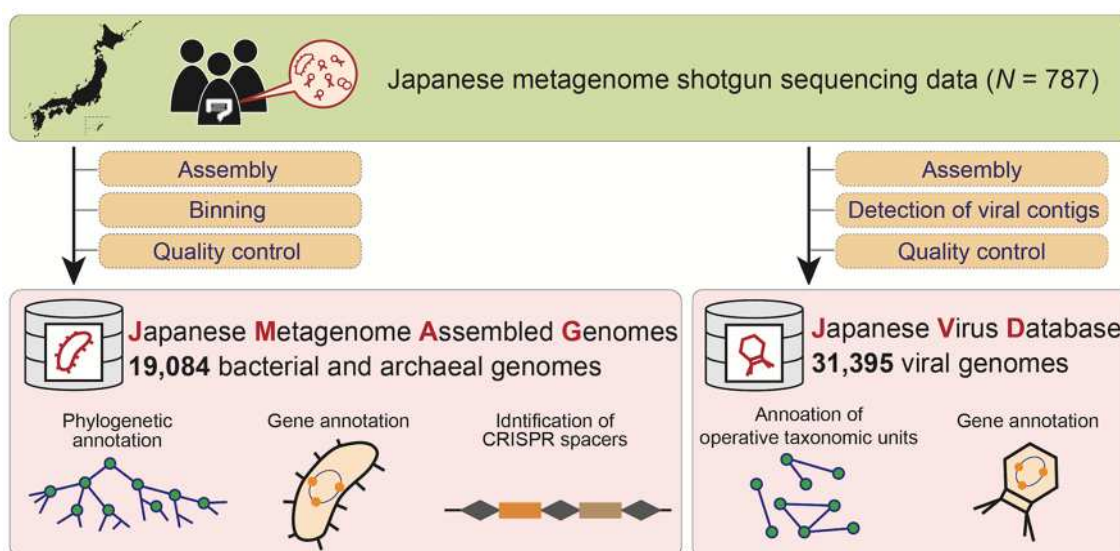 Japanese metagenome shotgun sequencing data (N = 787)
Assembly
Binning
Quality control
Assembly
Detection of viral contigs
Quality control
Japanese Metagenome Assembled Genomes
19,084 bacterial and archaeal genomes
Phylogenetic
annotation
Gene annotation
Idntification of
CRISPR spacers
Japanese Virus Database
31,395 viral genomes
Annoation of
operative taxonomic units
Gene annotation